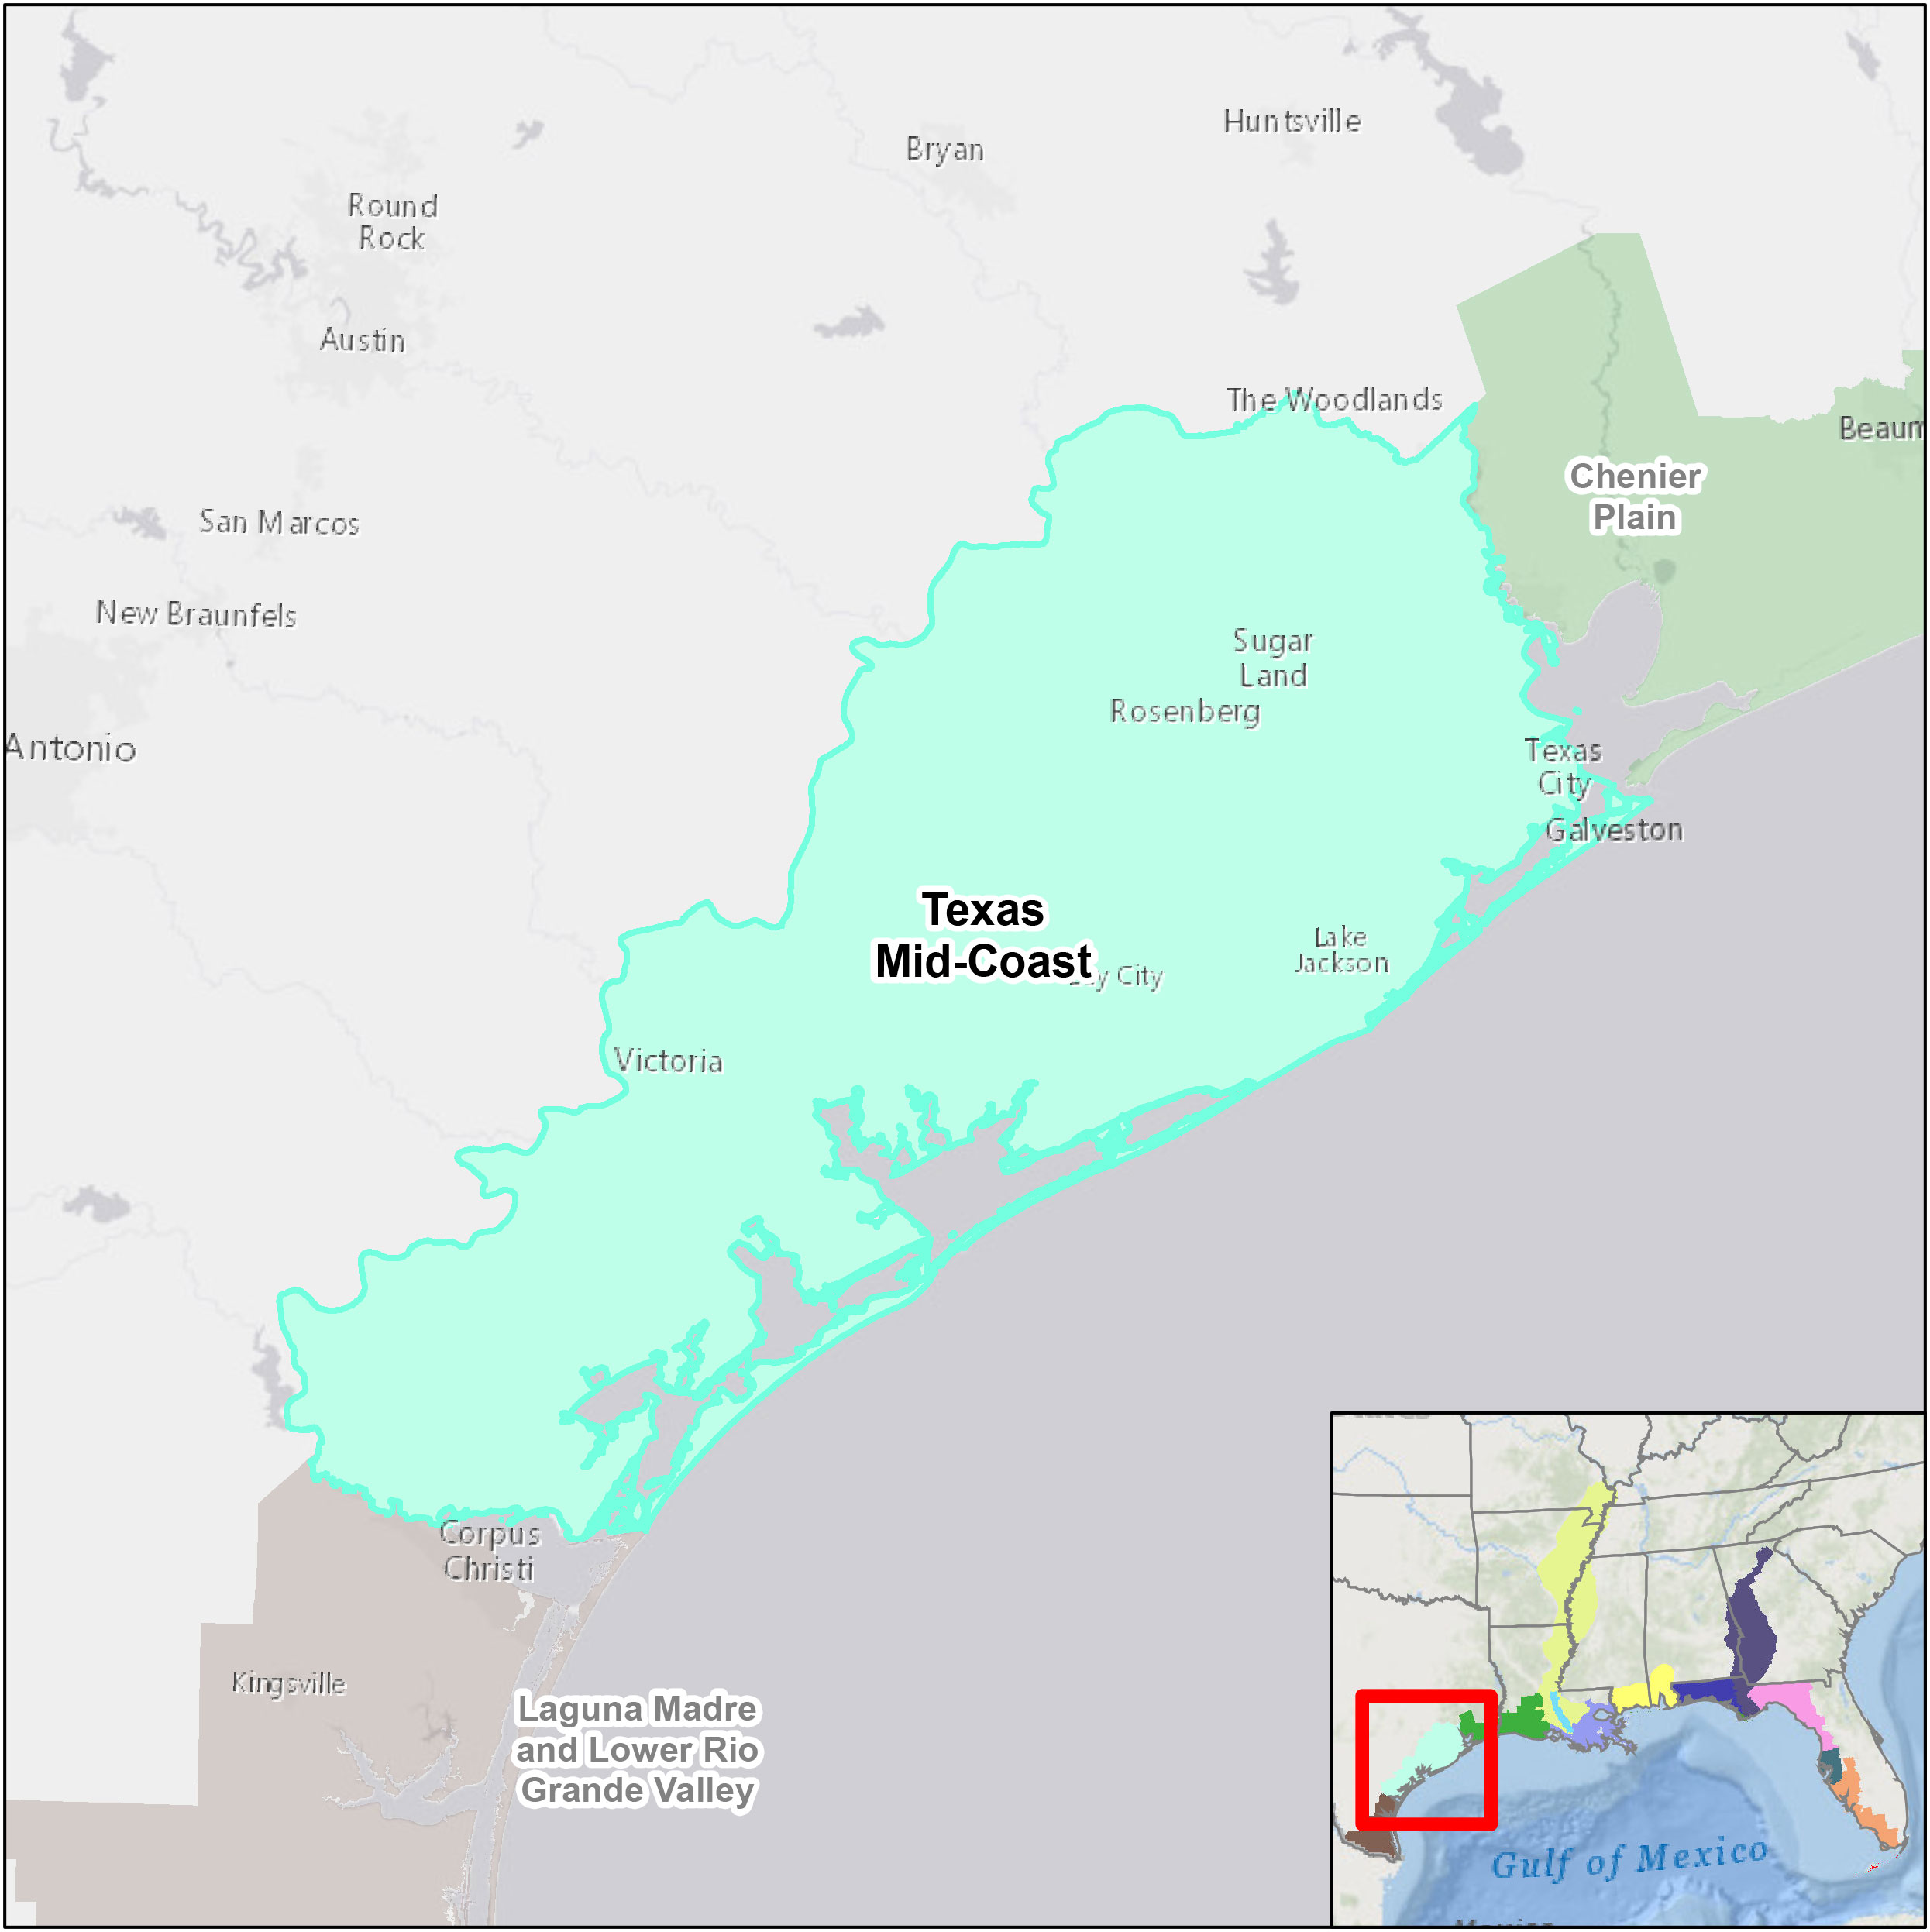 Huntsville
Bryan
Round
Rock
Austin
The Woodlands
Beaum
Chenier
Plain
San Marcos
New Braunfels
Sugar
Land
Rosenberg
Antonio
Texas
City
Galveston
Texas
Mid-Coast
Lake
Jackson
City
Victoria
Corpus
Christi
Kingsville
Laguna Madre
and Lower Rio
Grande Valley
Gulf of Mexico